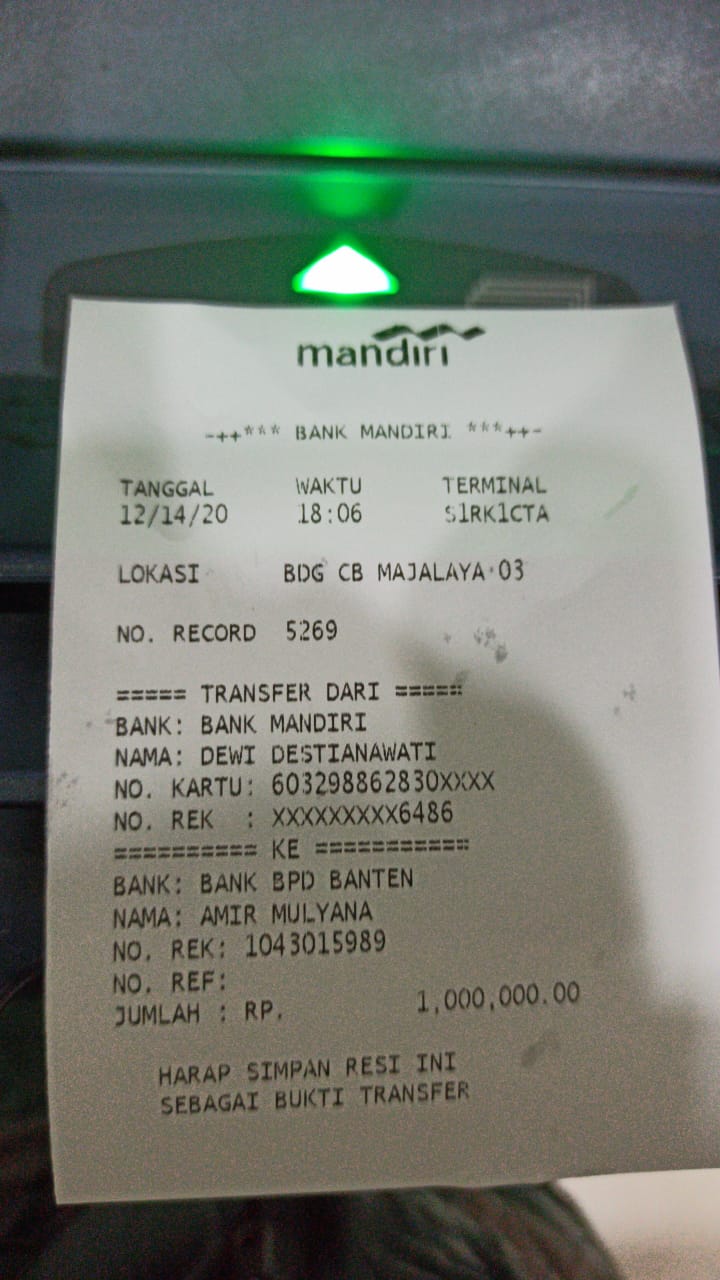 mandiri
-++*** BANK MANDIRI ***++-
TANGGAL WAKTU TERMINAL
12/14/20 18:06 S1RK1CTA
LOKASI BDG CB MAJALAYA 03
NO. RECORD 5269
===== TRANSFER DARI =====
BANK: BANK MANDIRI
NAMA: DEWI DESTIANAWATI
NO. KARTU: 603298862830XXXX
NO. REK : XXXXXXXXX6486
========== KE ===========
BANK: BANK BPD BANTEN
NAMA: AMIR MULYANA
NO. REK: 1043015989
NO. REF:
JUMLAH : RP. 1,000,000.00
HARAP SIMPAN RESI INI
SEBAGAI BUKTI TRANSFER